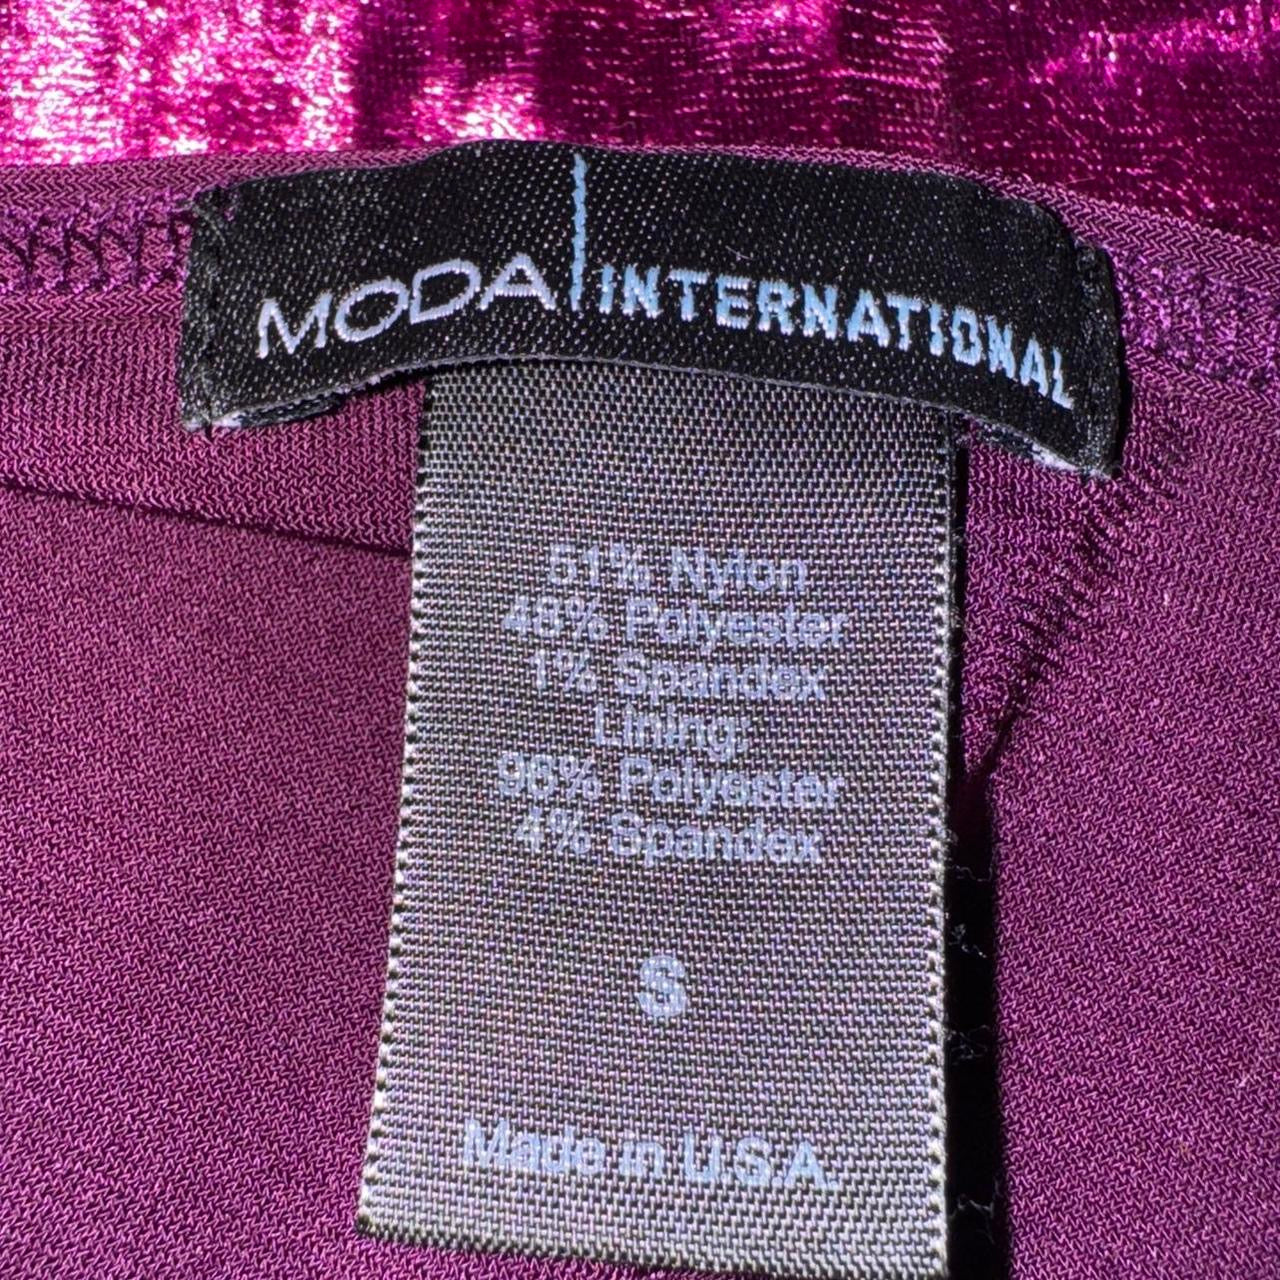 MODA | INTERNATIONAL
51% Nylon
48% Polyester
1% Spandex
Lining:
96% Polyester
4% Spandex
S
Made in U.S.A.